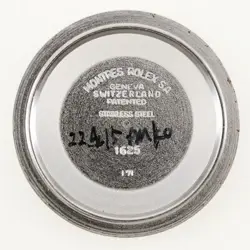 MONTRES ROLEX S.A.
GENEVA
SWITZERLAND
PATENTED
STAINLESS STEEL
1625